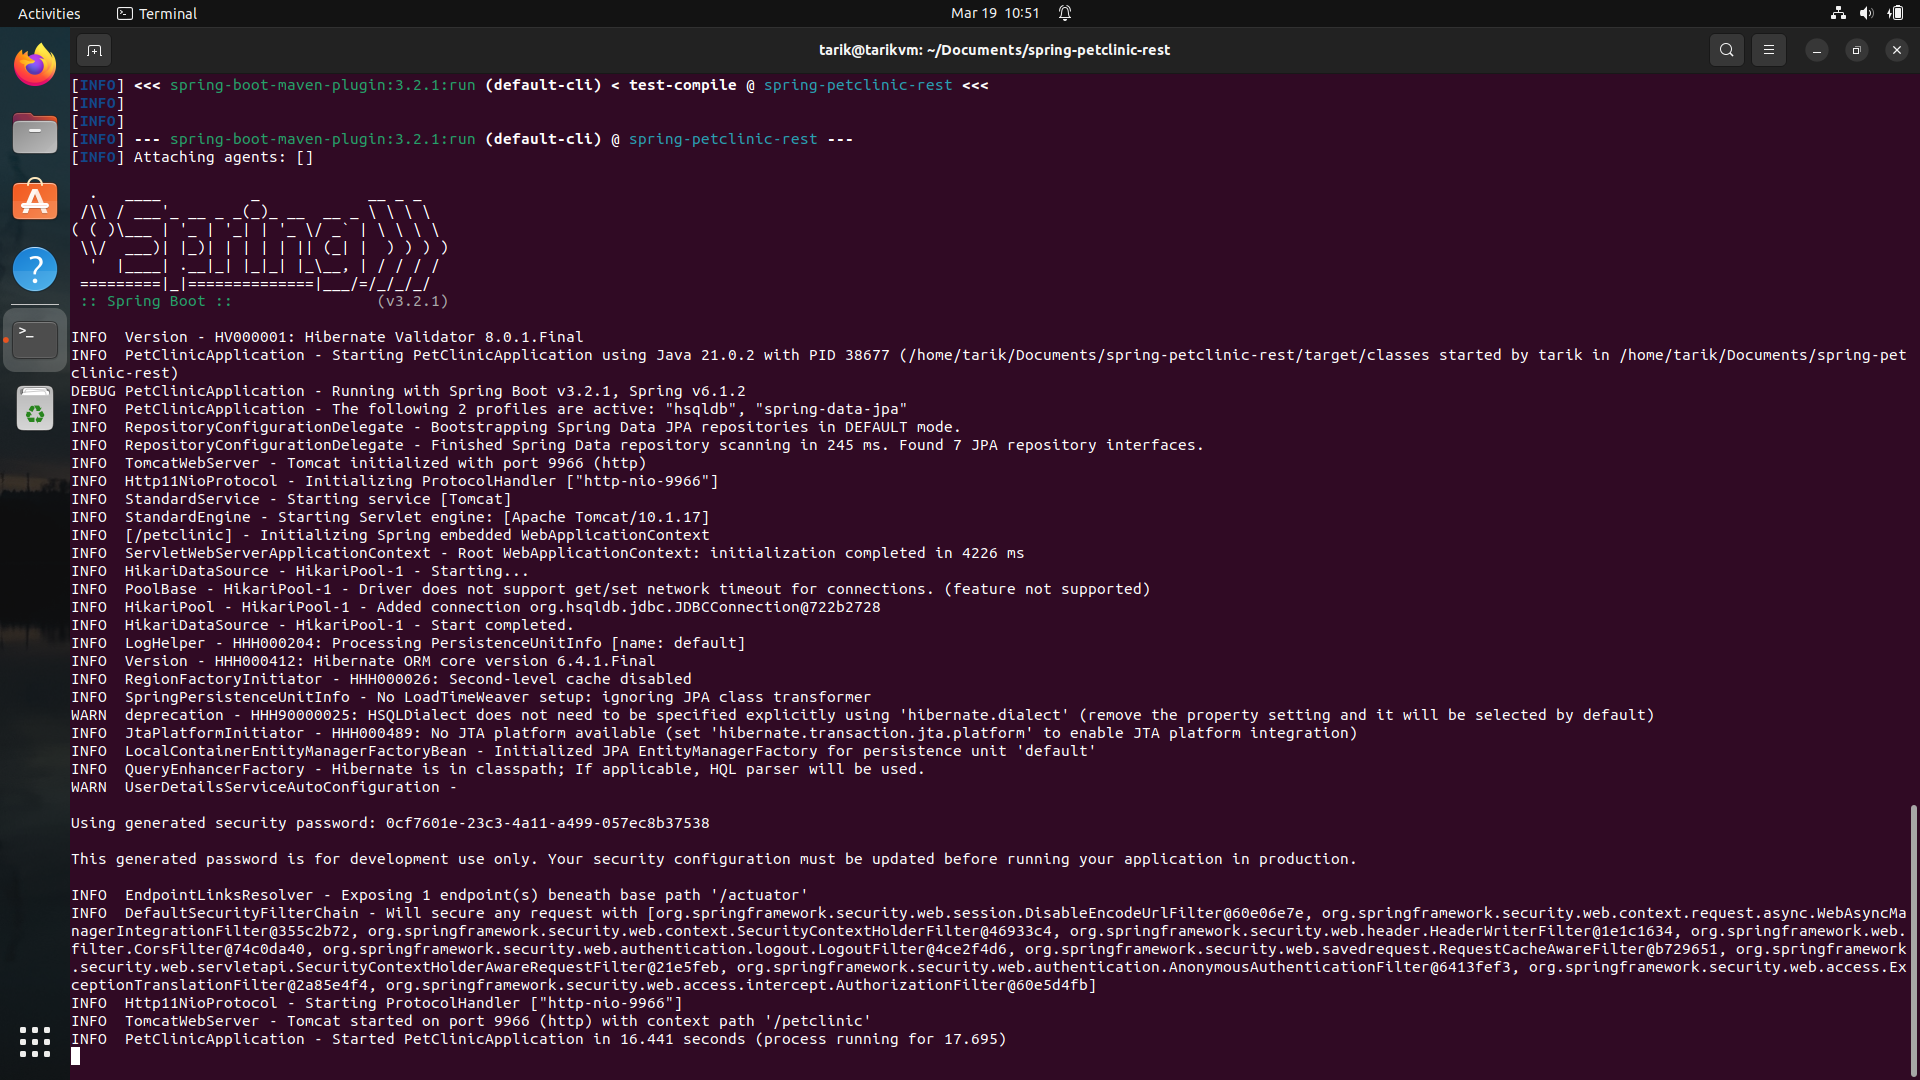 Activities
Terminal
Mar 19 10:51
tarik@tarikvm: ~/Documents/spring-petclinic-rest
[INFO] <<< spring-boot-maven-plugin:3.2.1:run (default-cli) < test-compile @ spring-petclinic-rest <<<
[INFO]
[INFO]
[INFO] --- spring-boot-maven-plugin:3.2.1:run (default-cli) @ spring-petclinic-rest ---
[INFO] Attaching agents: []

  .   ____          _            __ _ _
 /\\ / ___'_ __ _ _(_)_ __  __ _ \ \ \ \
( ( )\___ | '_ | '_| | '_ \/ _` | \ \ \ \
 \\/  ___)| |_)| | | | | || (_| |  ) ) ) )
  '  |____| .__|_| |_|_| |_\__, | / / / /
 =========|_|==============|___/=/_/_/_/
 :: Spring Boot ::                (v3.2.1)

INFO  Version - HV000001: Hibernate Validator 8.0.1.Final
INFO  PetClinicApplication - Starting PetClinicApplication using Java 21.0.2 with PID 38677 (/home/tarik/Documents/spring-petclinic-rest/target/classes started by tarik in /home/tarik/Documents/spring-pet
clinic-rest)
DEBUG PetClinicApplication - Running with Spring Boot v3.2.1, Spring v6.1.2
INFO  PetClinicApplication - The following 2 profiles are active: "hsqldb", "spring-data-jpa"
INFO  RepositoryConfigurationDelegate - Bootstrapping Spring Data JPA repositories in DEFAULT mode.
INFO  RepositoryConfigurationDelegate - Finished Spring Data repository scanning in 245 ms. Found 7 JPA repository interfaces.
INFO  TomcatWebServer - Tomcat initialized with port 9966 (http)
INFO  Http11NioProtocol - Initializing ProtocolHandler ["http-nio-9966"]
INFO  StandardService - Starting service [Tomcat]
INFO  StandardEngine - Starting Servlet engine: [Apache Tomcat/10.1.17]
INFO  [/petclinic] - Initializing Spring embedded WebApplicationContext
INFO  ServletWebServerApplicationContext - Root WebApplicationContext: initialization completed in 4226 ms
INFO  HikariDataSource - HikariPool-1 - Starting...
INFO  PoolBase - HikariPool-1 - Driver does not support get/set network timeout for connections. (feature not supported)
INFO  HikariPool - HikariPool-1 - Added connection org.hsqldb.jdbc.JDBCConnection@722b2728
INFO  HikariDataSource - HikariPool-1 - Start completed.
INFO  LogHelper - HHH000204: Processing PersistenceUnitInfo [name: default]
INFO  Version - HHH000412: Hibernate ORM core version 6.4.1.Final
INFO  RegionFactoryInitiator - HHH000026: Second-level cache disabled
INFO  SpringPersistenceUnitInfo - No LoadTimeWeaver setup: ignoring JPA class transformer
WARN  deprecation - HHH90000025: HSQLDialect does not need to be specified explicitly using 'hibernate.dialect' (remove the property setting and it will be selected by default)
INFO  JtaPlatformInitiator - HHH000489: No JTA platform available (set 'hibernate.transaction.jta.platform' to enable JTA platform integration)
INFO  LocalContainerEntityManagerFactoryBean - Initialized JPA EntityManagerFactory for persistence unit 'default'
INFO  QueryEnhancerFactory - Hibernate is in classpath; If applicable, HQL parser will be used.
WARN  UserDetailsServiceAutoConfiguration -

Using generated security password: 0cf7601e-23c3-4a11-a499-057ec8b37538

This generated password is for development use only. Your security configuration must be updated before running your application in production.

INFO  EndpointLinksResolver - Exposing 1 endpoint(s) beneath base path '/actuator'
INFO  DefaultSecurityFilterChain - Will secure any request with [org.springframework.security.web.session.DisableEncodeUrlFilter@60e06e7e, org.springframework.security.web.context.request.async.WebAsyncMa
nagerIntegrationFilter@355c2b72, org.springframework.security.web.context.SecurityContextHolderFilter@46933c4, org.springframework.security.web.header.HeaderWriterFilter@1e1c1634, org.springframework.web.
filter.CorsFilter@74c0da40, org.springframework.security.web.authentication.logout.LogoutFilter@4ce2f4d6, org.springframework.security.web.savedrequest.RequestCacheAwareFilter@b729651, org.springframework
.security.web.servletapi.SecurityContextHolderAwareRequestFilter@21e5feb, org.springframework.security.web.authentication.AnonymousAuthenticationFilter@6413fef3, org.springframework.security.web.access.Ex
ceptionTranslationFilter@2a85e4f4, org.springframework.security.web.access.intercept.AuthorizationFilter@60e5d4fb]
INFO  Http11NioProtocol - Starting ProtocolHandler ["http-nio-9966"]
INFO  TomcatWebServer - Tomcat started on port 9966 (http) with context path '/petclinic'
INFO  PetClinicApplication - Started PetClinicApplication in 16.441 seconds (process running for 17.695)